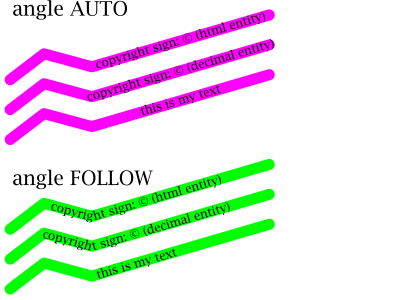 angle AUTO
copyright sign: © (html entity)
copyright sign: © (decimal entity)
this is my text
angle FOLLOW
copyright sign: © (html entity)
copyright sign: © (decimal entity)
this is my text